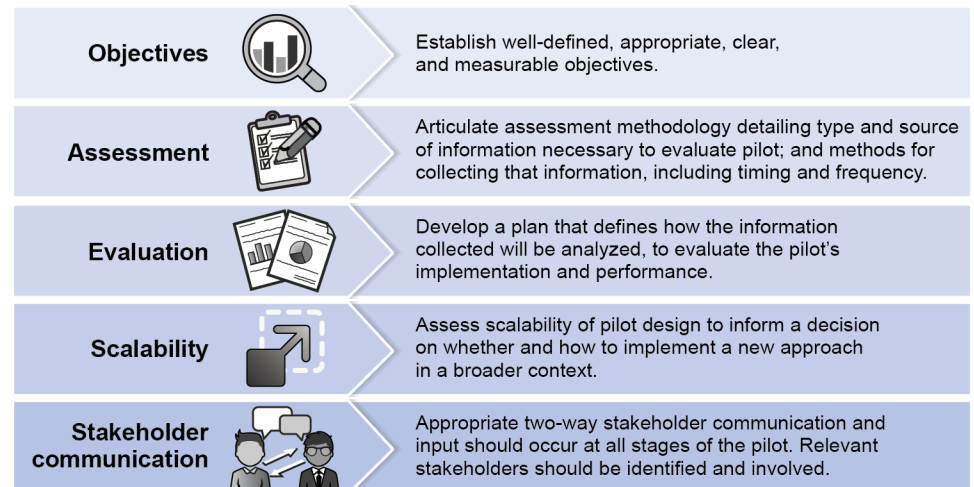 Objectives
Establish well-defined, appropriate, clear,
and measurable objectives.
Assessment
Articulate assessment methodology detailing type and source
of information necessary to evaluate pilot; and methods for
collecting that information, including timing and frequency.
Evaluation
Develop a plan that defines how the information
collected will be analyzed, to evaluate the pilot’s
implementation and performance.
Scalability
Assess scalability of pilot design to inform a decision
on whether and how to implement a new approach
in a broader context.
Stakeholder
communication
Appropriate two-way stakeholder communication and
input should occur at all stages of the pilot. Relevant
stakeholders should be identified and involved.